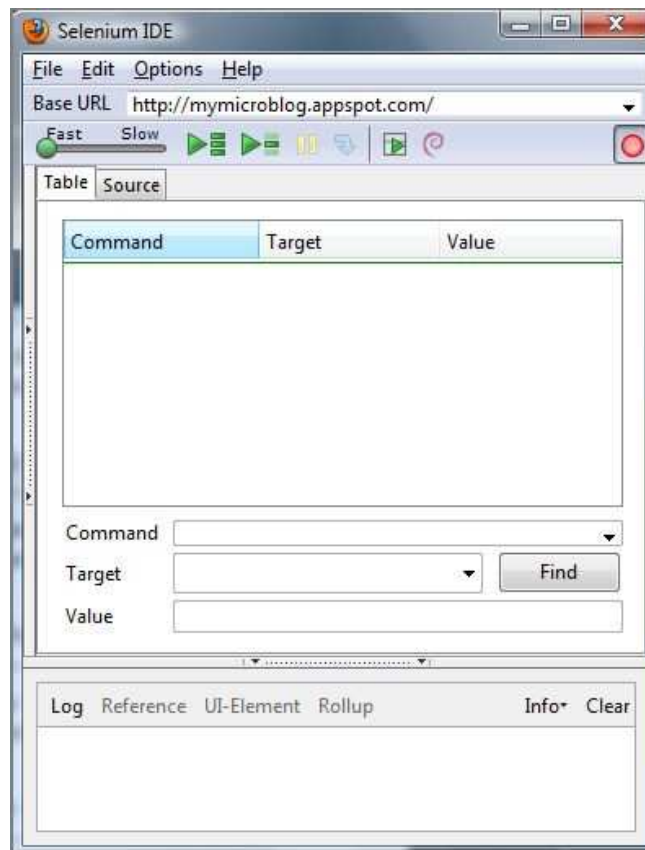 Selenium IDE
File Edit Options Help
Base URL http://mymicroblog.appspot.com/
Fast Slow
Table Source
Command Target Value
Command
Target Find
Value
Log Reference UI-Element Rollup Info Clear